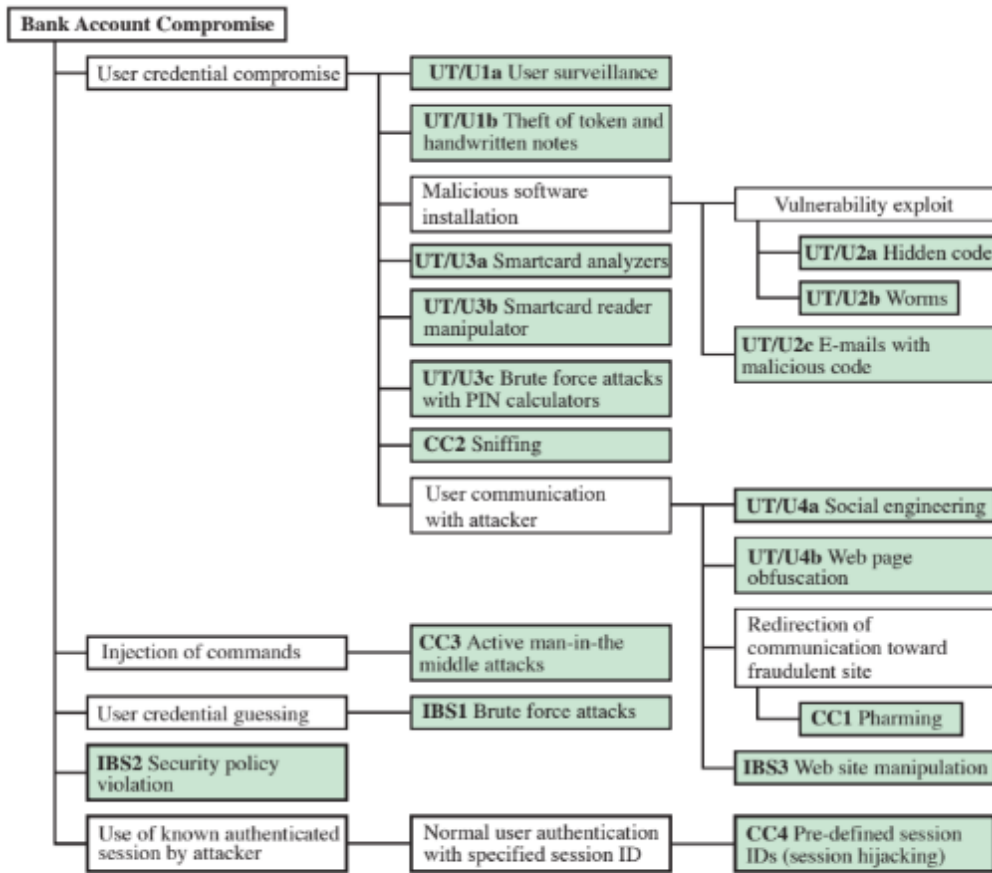 Bank Account Compromise
User credential compromise
UT/U1a User surveillance
UT/U1b Theft of token and
handwritten notes
Malicious software
installation
Vulnerability exploit
UT/U2a Hidden code
UT/U2b Worms
UT/U2c E-mails with
malicious code
UT/U3a Smartcard analyzers
UT/U3b Smartcard reader
manipulator
UT/U3c Brute force attacks
with PIN calculators
CC2 Sniffing
User communication
with attacker
UT/U4a Social engineering
UT/U4b Web page
obfuscation
Redirection of
communication toward
fraudulent site
CC1 Pharming
IBS3 Web site manipulation
Injection of commands
CC3 Active man-in-the
middle attacks
User credential guessing
IBS1 Brute force attacks
IBS2 Security policy
violation
Use of known authenticated
session by attacker
Normal user authentication
with specified session ID
CC4 Pre-defined session
IDs (session hijacking)